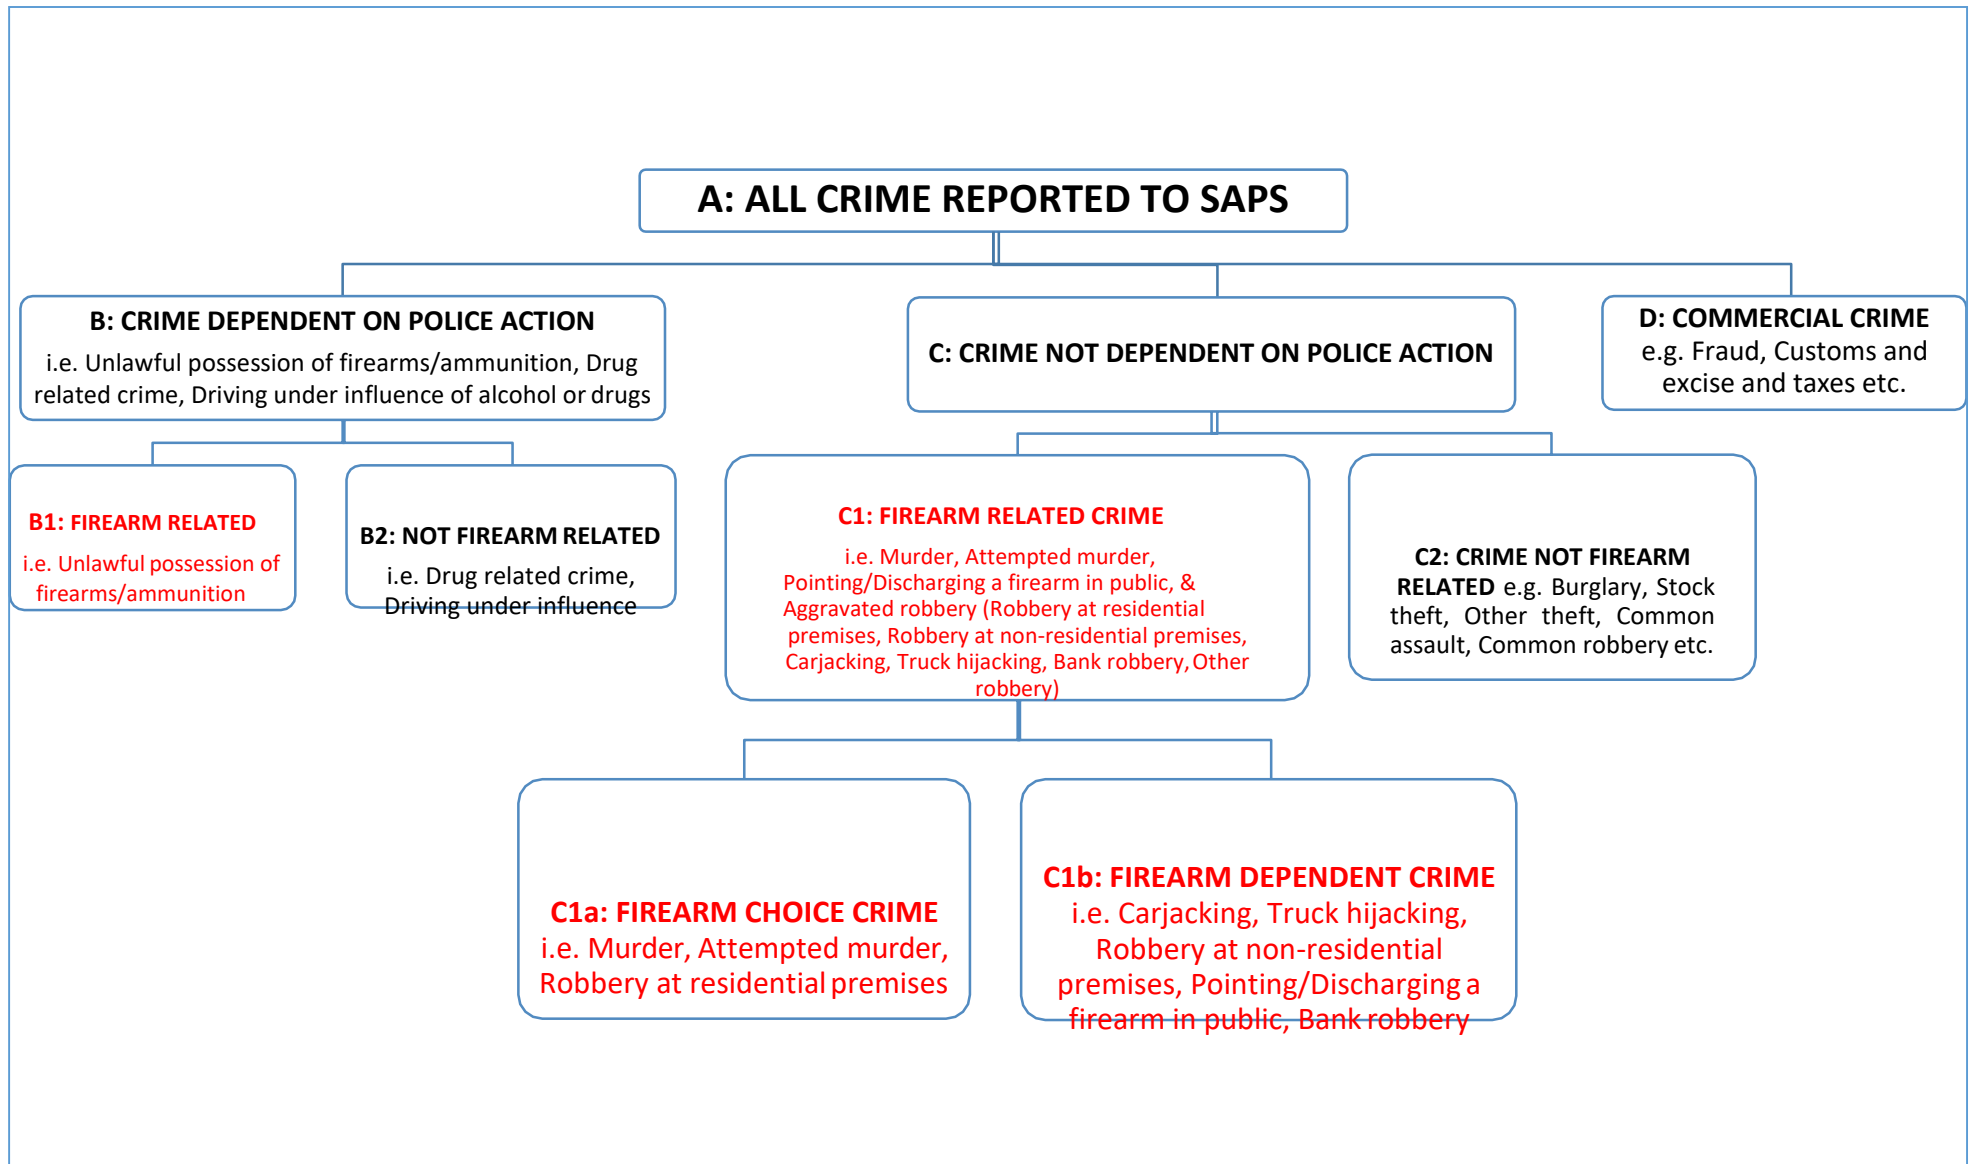 A: ALL CRIME REPORTED TO SAPS
B: CRIME DEPENDENT ON POLICE ACTION
i.e. Unlawful possession of firearms/ammunition, Drug
related crime, Driving under influence of alcohol or drugs
C: CRIME NOT DEPENDENT ON POLICE ACTION
D: COMMERCIAL CRIME
e.g. Fraud, Customs and
excise and taxes etc.
B1: FIREARM RELATED
i.e. Unlawful possession of
firearms/ammunition
B2: NOT FIREARM RELATED
i.e. Drug related crime,
Driving under influence
C1: FIREARM RELATED CRIME
i.e. Murder, Attempted murder,
Pointing/Discharging a firearm in public, &
Aggravated robbery (Robbery at residential
premises, Robbery at non-residential premises,
Carjacking, Truck hijacking, Bank robbery, Other
robbery)
C2: CRIME NOT FIREARM
RELATED e.g. Burglary, Stock
theft, Other theft, Common
assault, Common robbery etc.
C1a: FIREARM CHOICE CRIME
i.e. Murder, Attempted murder,
Robbery at residential premises
C1b: FIREARM DEPENDENT CRIME
i.e. Carjacking, Truck hijacking,
Robbery at non-residential
premises, Pointing/Discharging a
firearm in public, Bank robbery